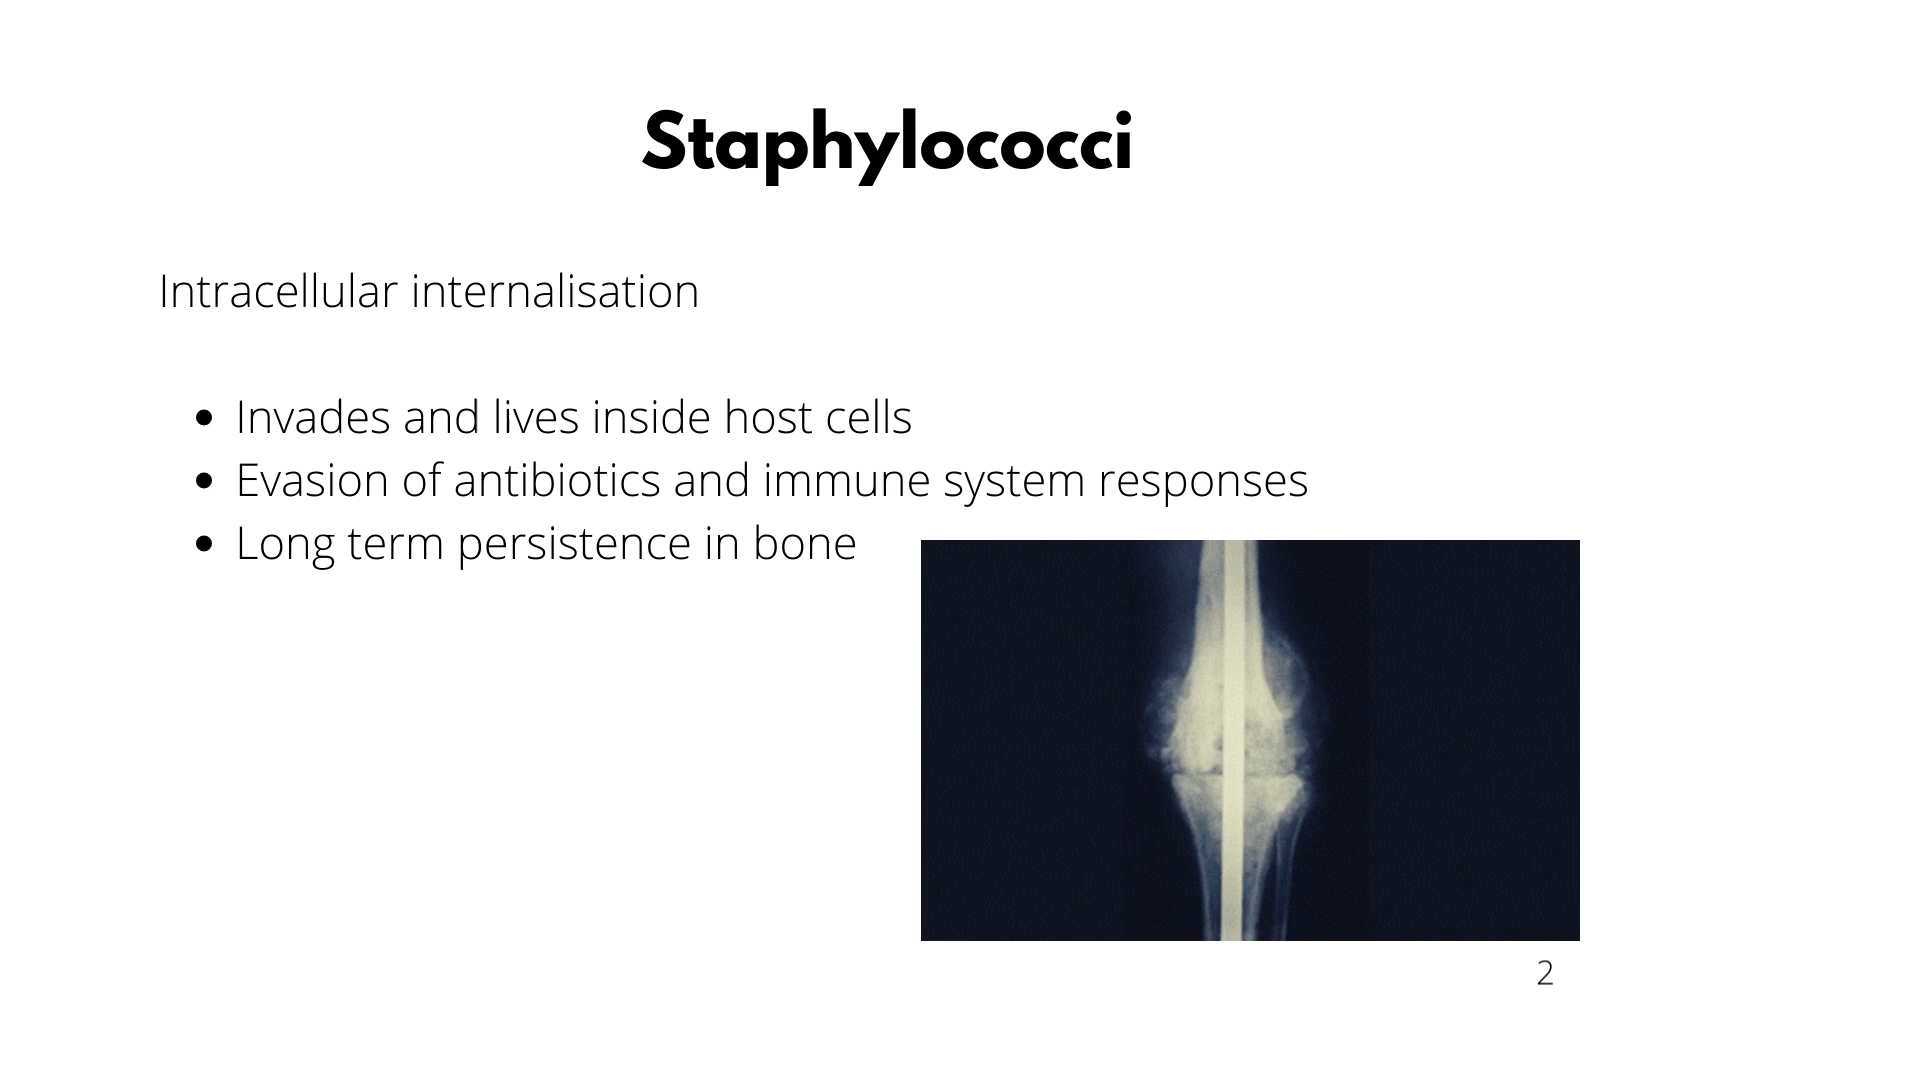 Staphylococci
Intracellular internalisation
• Invades and lives inside host cells
• Evasion of antibiotics and immune system responses
• Long term persistence in bone
2